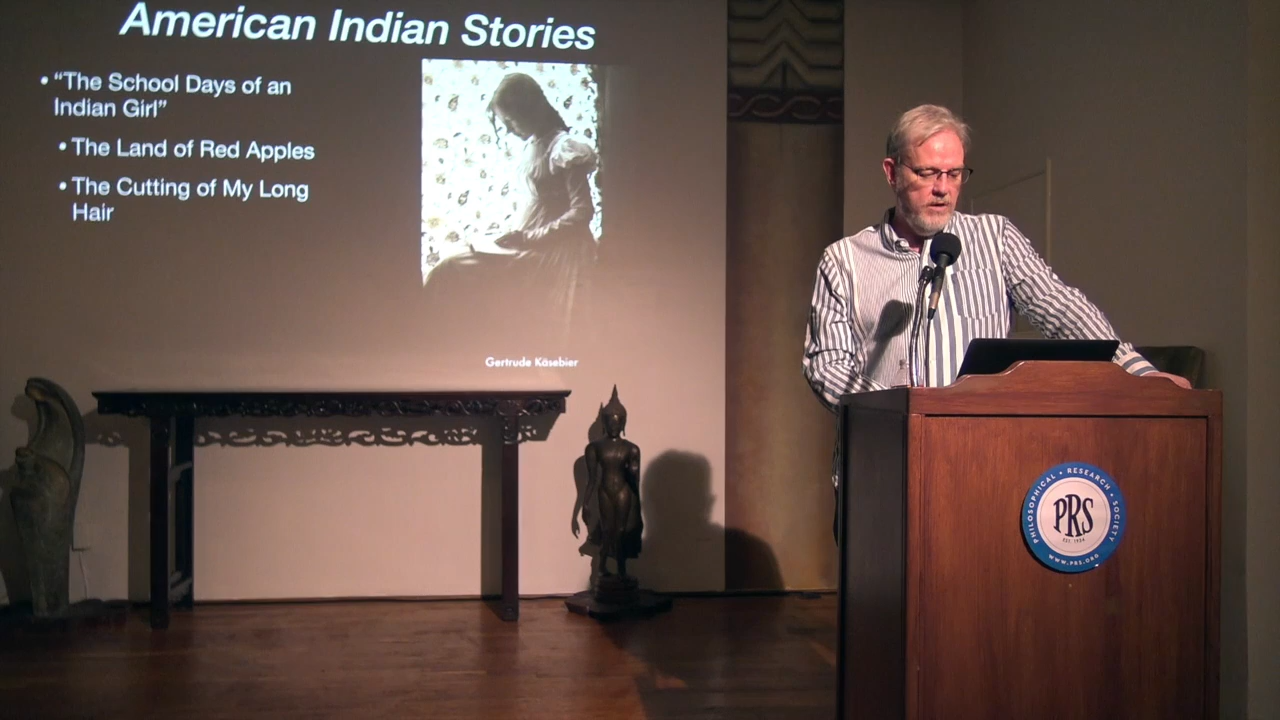 American Indian Stories
• “The School Days of an
Indian Girl”
• The Land of Red Apples
• The Cutting of My Long
Hair
Gertrude Käsebier
PHILOSOPHICAL • RESEARCH • SOCIETY
PRS
EST. 1934
WWW.PRS.ORG